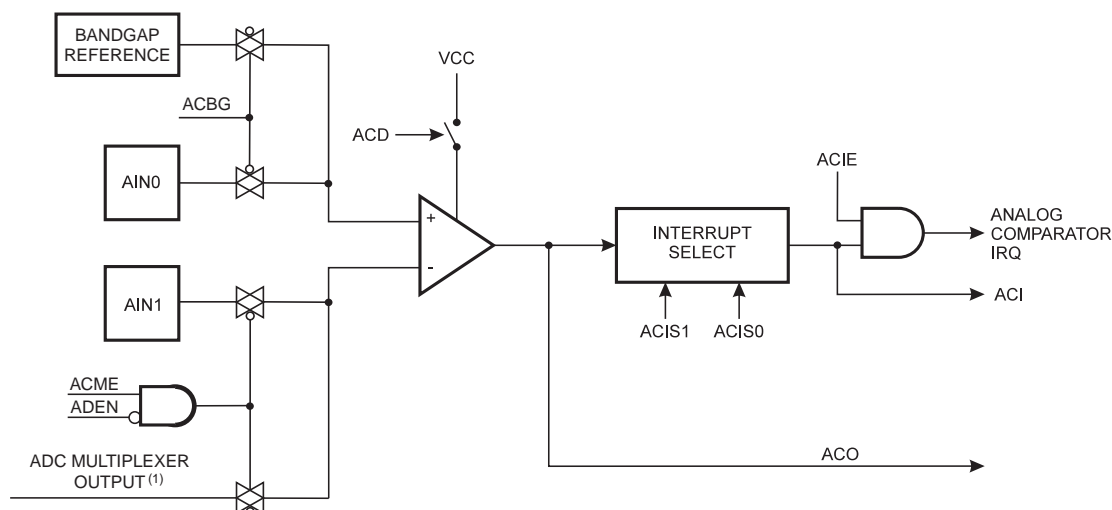 BANDGAP
REFERENCE
VCC
ACBG
ACD
AIN0
ACIE
+
-
INTERRUPT
SELECT
ANALOG
COMPARATOR
IRQ
AIN1
ACI
ACIS1 ACIS0
ACME
ADEN
ADC MULTIPLEXER
OUTPUT (1)
ACO